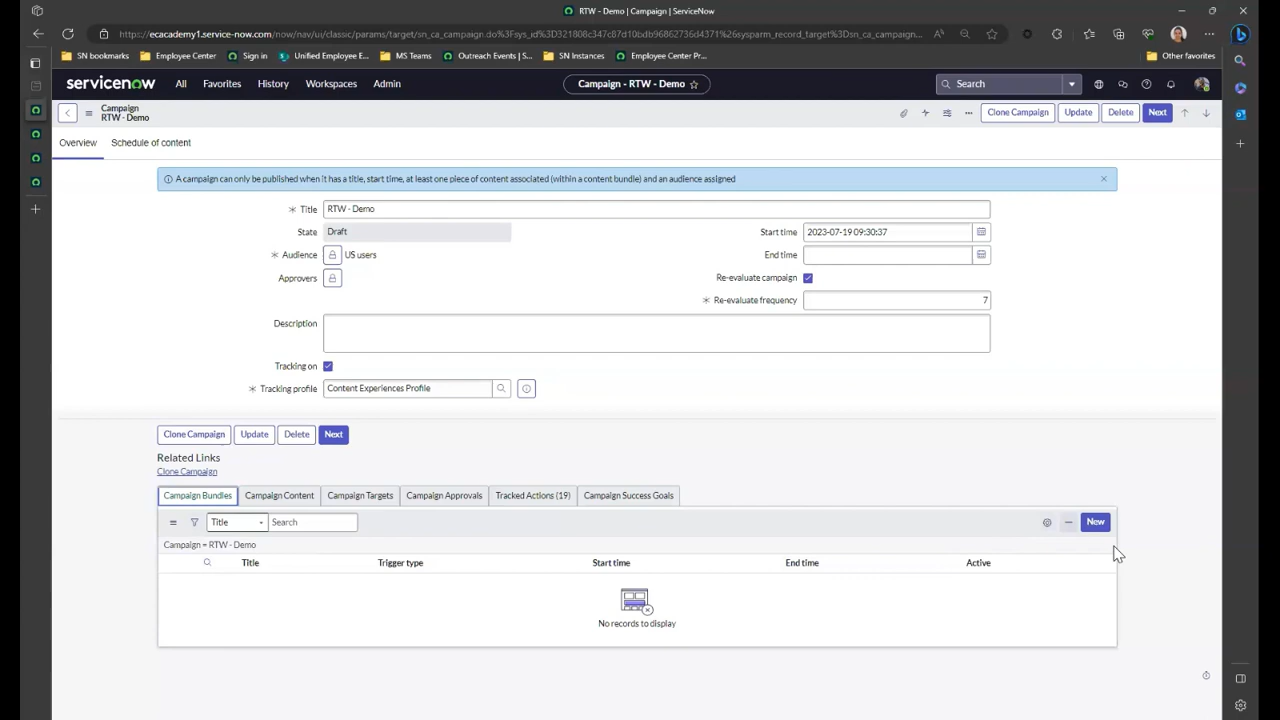 RTW - Demo | Campaign | ServiceNow
https://ecacademy1.service-now.com/now/nav/ui/classic/params/target/sn_ca_campaign.do%3Fsys_id%3D321808c347c87d10bdb96862736d4371%26sysparm_record_target%3Dsn_ca_campaign...
SN bookmarks Employee Center Sign in Unified Employee E... MS Teams Outreach Events |... SN Instances Employee Center Pr... Other favorites
servicenow All Favorites History Workspaces Admin Campaign - RTW - Demo Search
Campaign
RTW - Demo
Clone Campaign Update Delete Next
Overview Schedule of content
A campaign can only be published when it has a title, start time, at least one piece of content associated (within a content bundle) and an audience assigned
Title RTW - Demo
State Draft Start time 2023-07-19 09:30:37
Audience US users End time
Approvers Re-evaluate campaign
Re-evaluate frequency 7
Description
Tracking on
Tracking profile Content Experiences Profile
Clone Campaign Update Delete Next
Related Links
Clone Campaign
Campaign Bundles Campaign Content Campaign Targets Campaign Approvals Tracked Actions (19) Campaign Success Goals
Title Search New
Campaign = RTW - Demo
Title Trigger type Start time End time Active
No records to display